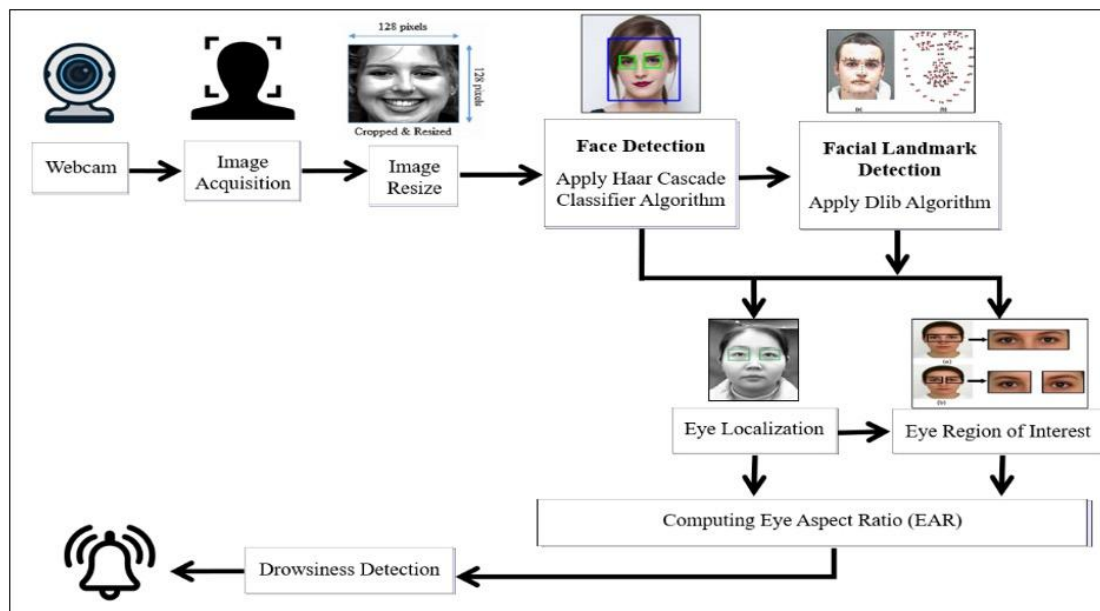 128 pixels
128 pixels
Cropped & Resized
Webcam
Image
Acquisition
Image
Resize
Face Detection
Apply Haar Cascade
Classifier Algorithm
Facial Landmark
Detection
Apply Dlib Algorithm
(a)
(b)
(a)
(b)
Eye Localization
Eye Region of Interest
Computing Eye Aspect Ratio (EAR)
Drowsiness Detection